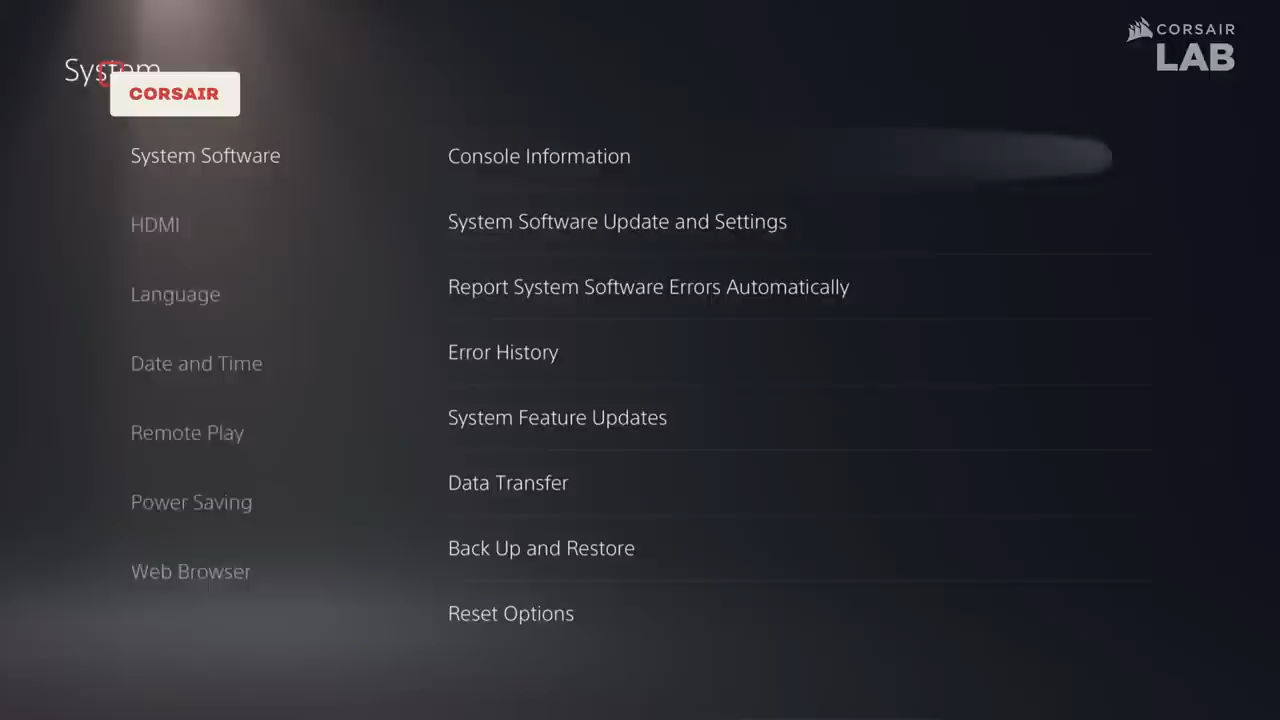 CORSAIR
LAB
System
CORSAIR
System Software
HDMI
Language
Date and Time
Remote Play
Power Saving
Web Browser
Console Information
System Software Update and Settings
Report System Software Errors Automatically
Error History
System Feature Updates
Data Transfer
Back Up and Restore
Reset Options